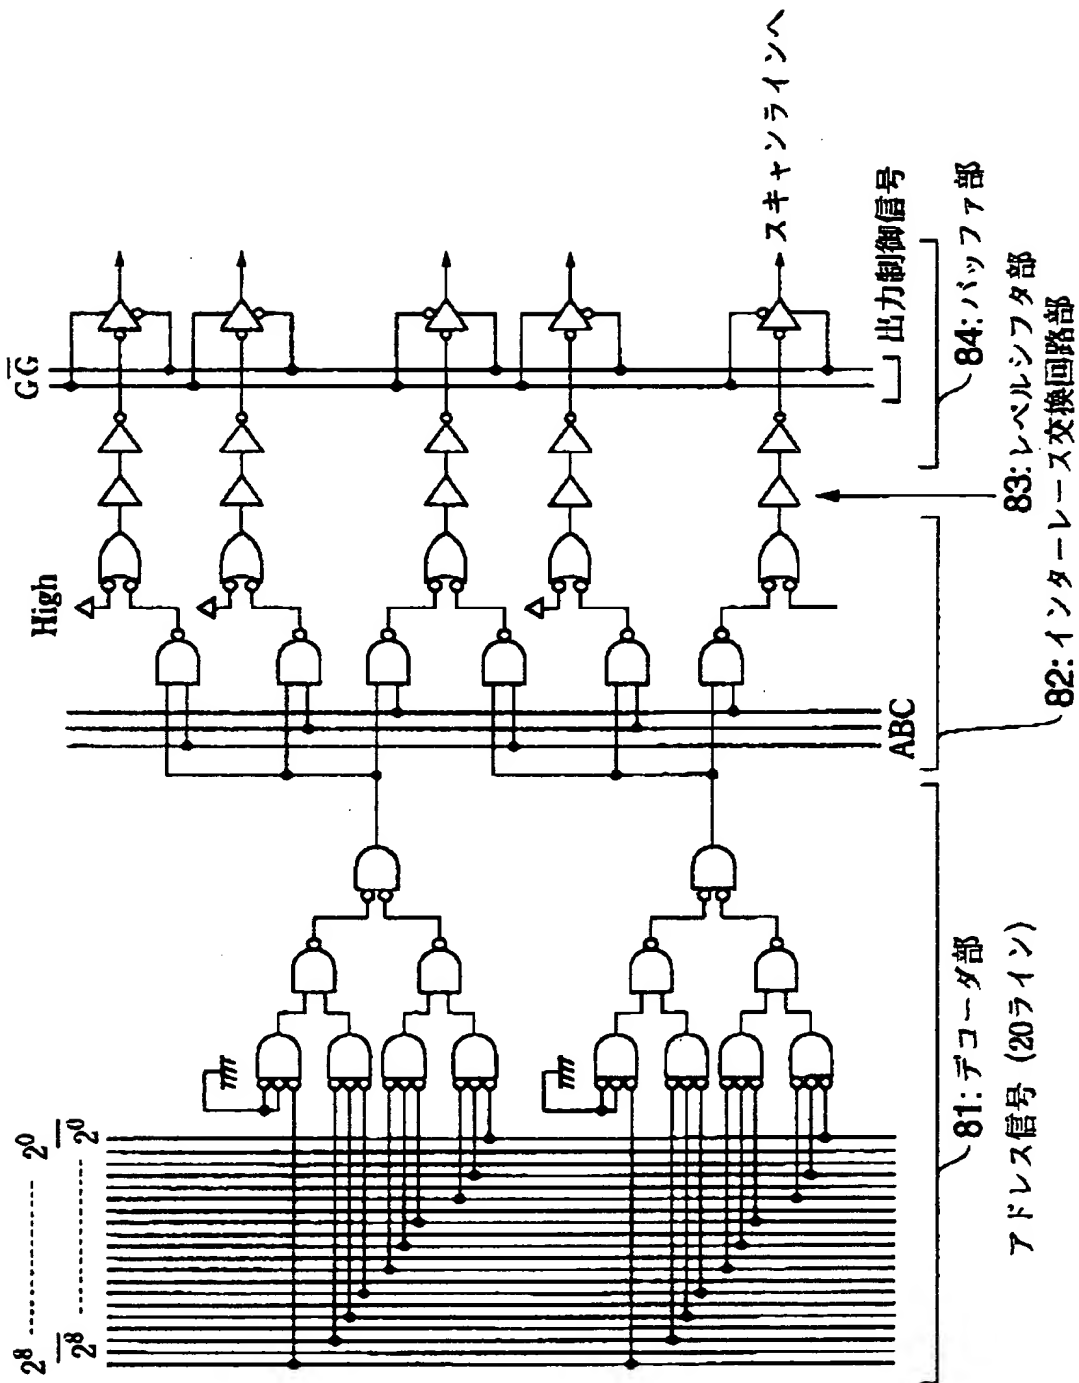 2⁸ ------------ 2⁰
2̅⁸̅ ------------ 2̅⁰̅
High
G G̅
ABC
スキャンラインへ
出力制御信号
84:バッファ部
83:レベルシフタ部
82:インターレース交換回路部
81:デコーダ部
アドレス信号 (20ライン)